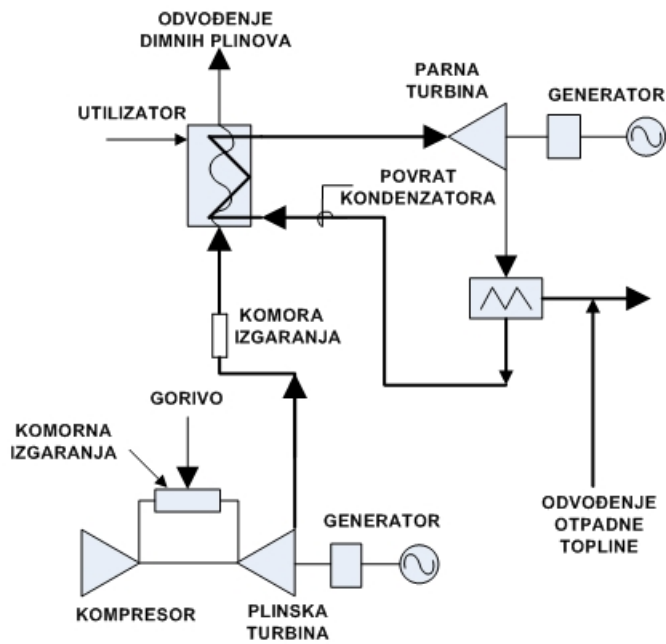 ODVOĐENJE
DIMNIH PLINOVA
PARNA
TURBINA
GENERATOR
UTILIZATOR
POVRAT
KONDENZATORA
KOMORA
IZGARANJA
GORIVO
KOMORNA
IZGARANJA
GENERATOR
ODVOĐENJE
OTPADNE
TOPLINE
KOMPRESOR
PLINSKA
TURBINA